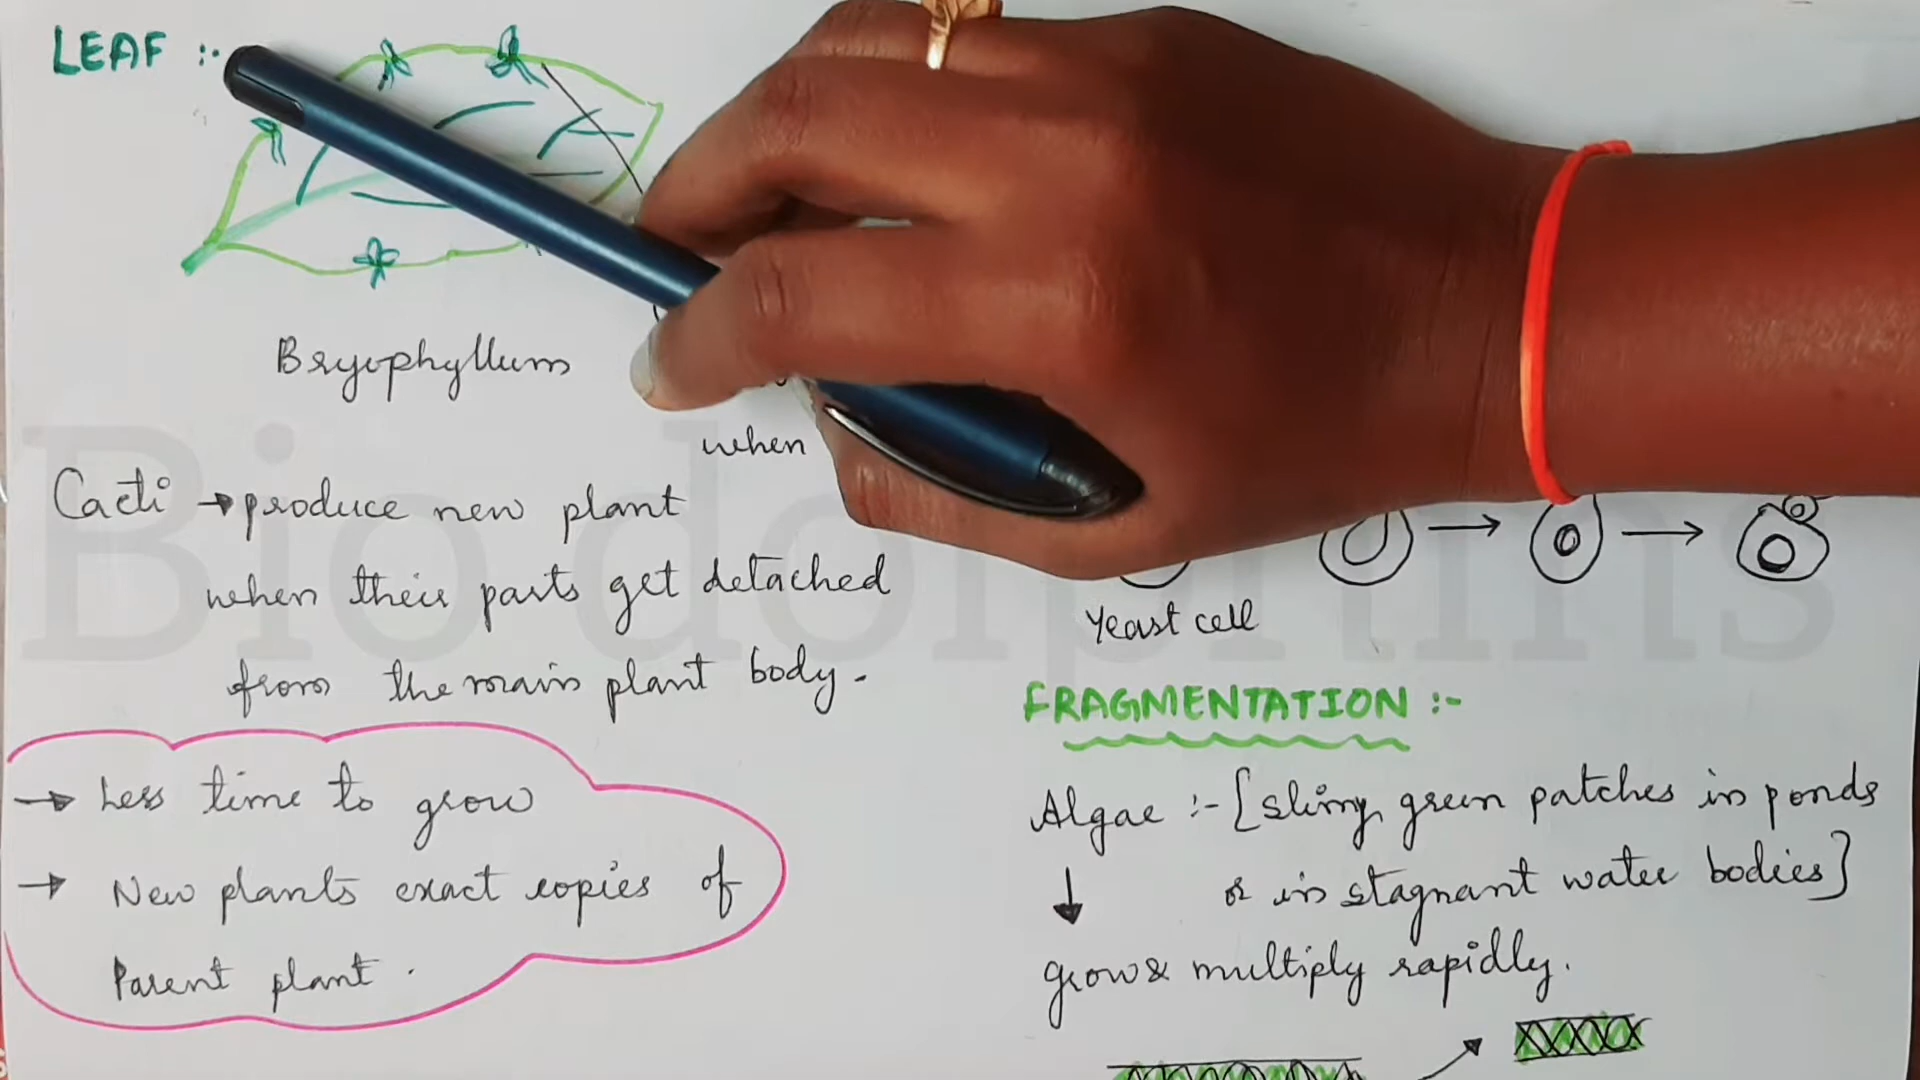 LEAF :-
Bryophyllum
when
Cacti → produce new plant
when their parts get detached
from the main plant body.
→ Less time to grow
→ New plants exact copies of
Parent plant.
Yeast cell
FRAGMENTATION :-
Algae :- [slimy green patches in ponds
or in stagnant water bodies]
grow & multiply rapidly.
Biodolphins